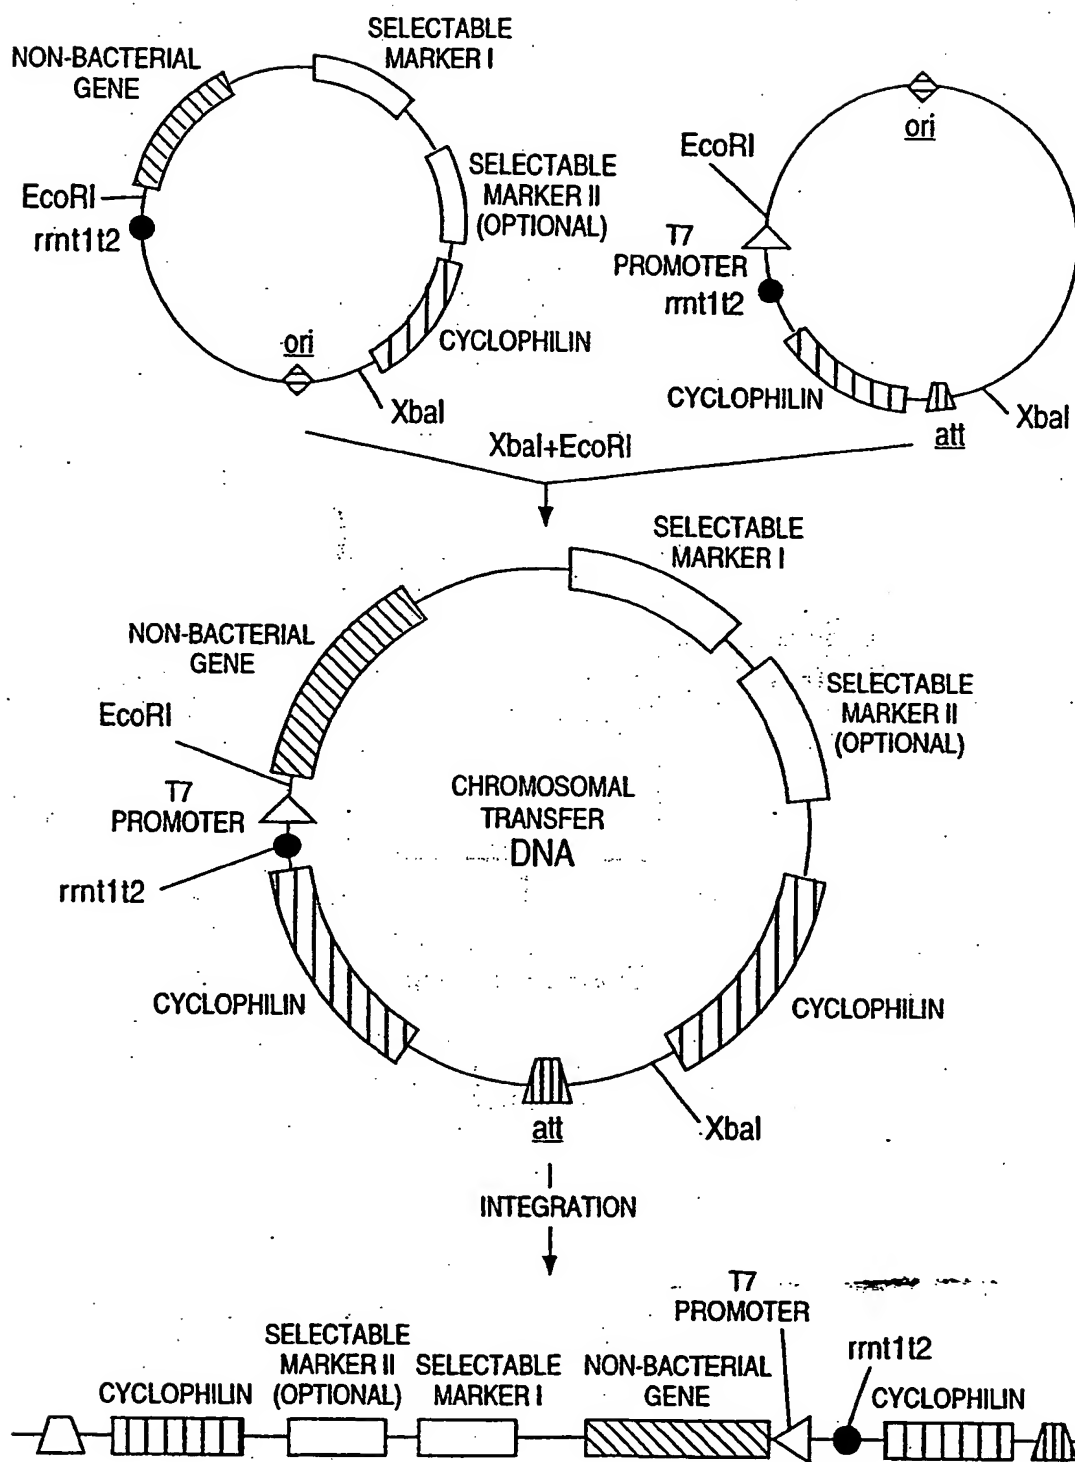 SELECTABLE
MARKER I
NON-BACTERIAL
GENE
SELECTABLE
MARKER II
(OPTIONAL)
EcoRI
rrnt1t2
ori
CYCLOPHILIN
XbaI
ori
EcoRI
T7
PROMOTER
rrnt1t2
CYCLOPHILIN
att
XbaI
XbaI+EcoRI
SELECTABLE
MARKER I
NON-BACTERIAL
GENE
SELECTABLE
MARKER II
(OPTIONAL)
EcoRI
T7
PROMOTER
CHROMOSOMAL
TRANSFER
DNA
rrnt1t2
CYCLOPHILIN
CYCLOPHILIN
att
XbaI
INTEGRATION
T7
PROMOTER
SELECTABLE
MARKER II
(OPTIONAL)
rrnt1t2
CYCLOPHILIN
SELECTABLE
MARKER I
NON-BACTERIAL
GENE
CYCLOPHILIN